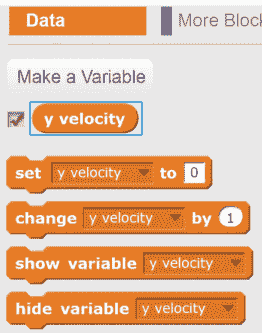 Data More Block
Make a Variable
y velocity
set y velocity to 0
change y velocity by 1
show variable y velocity
hide variable y velocity